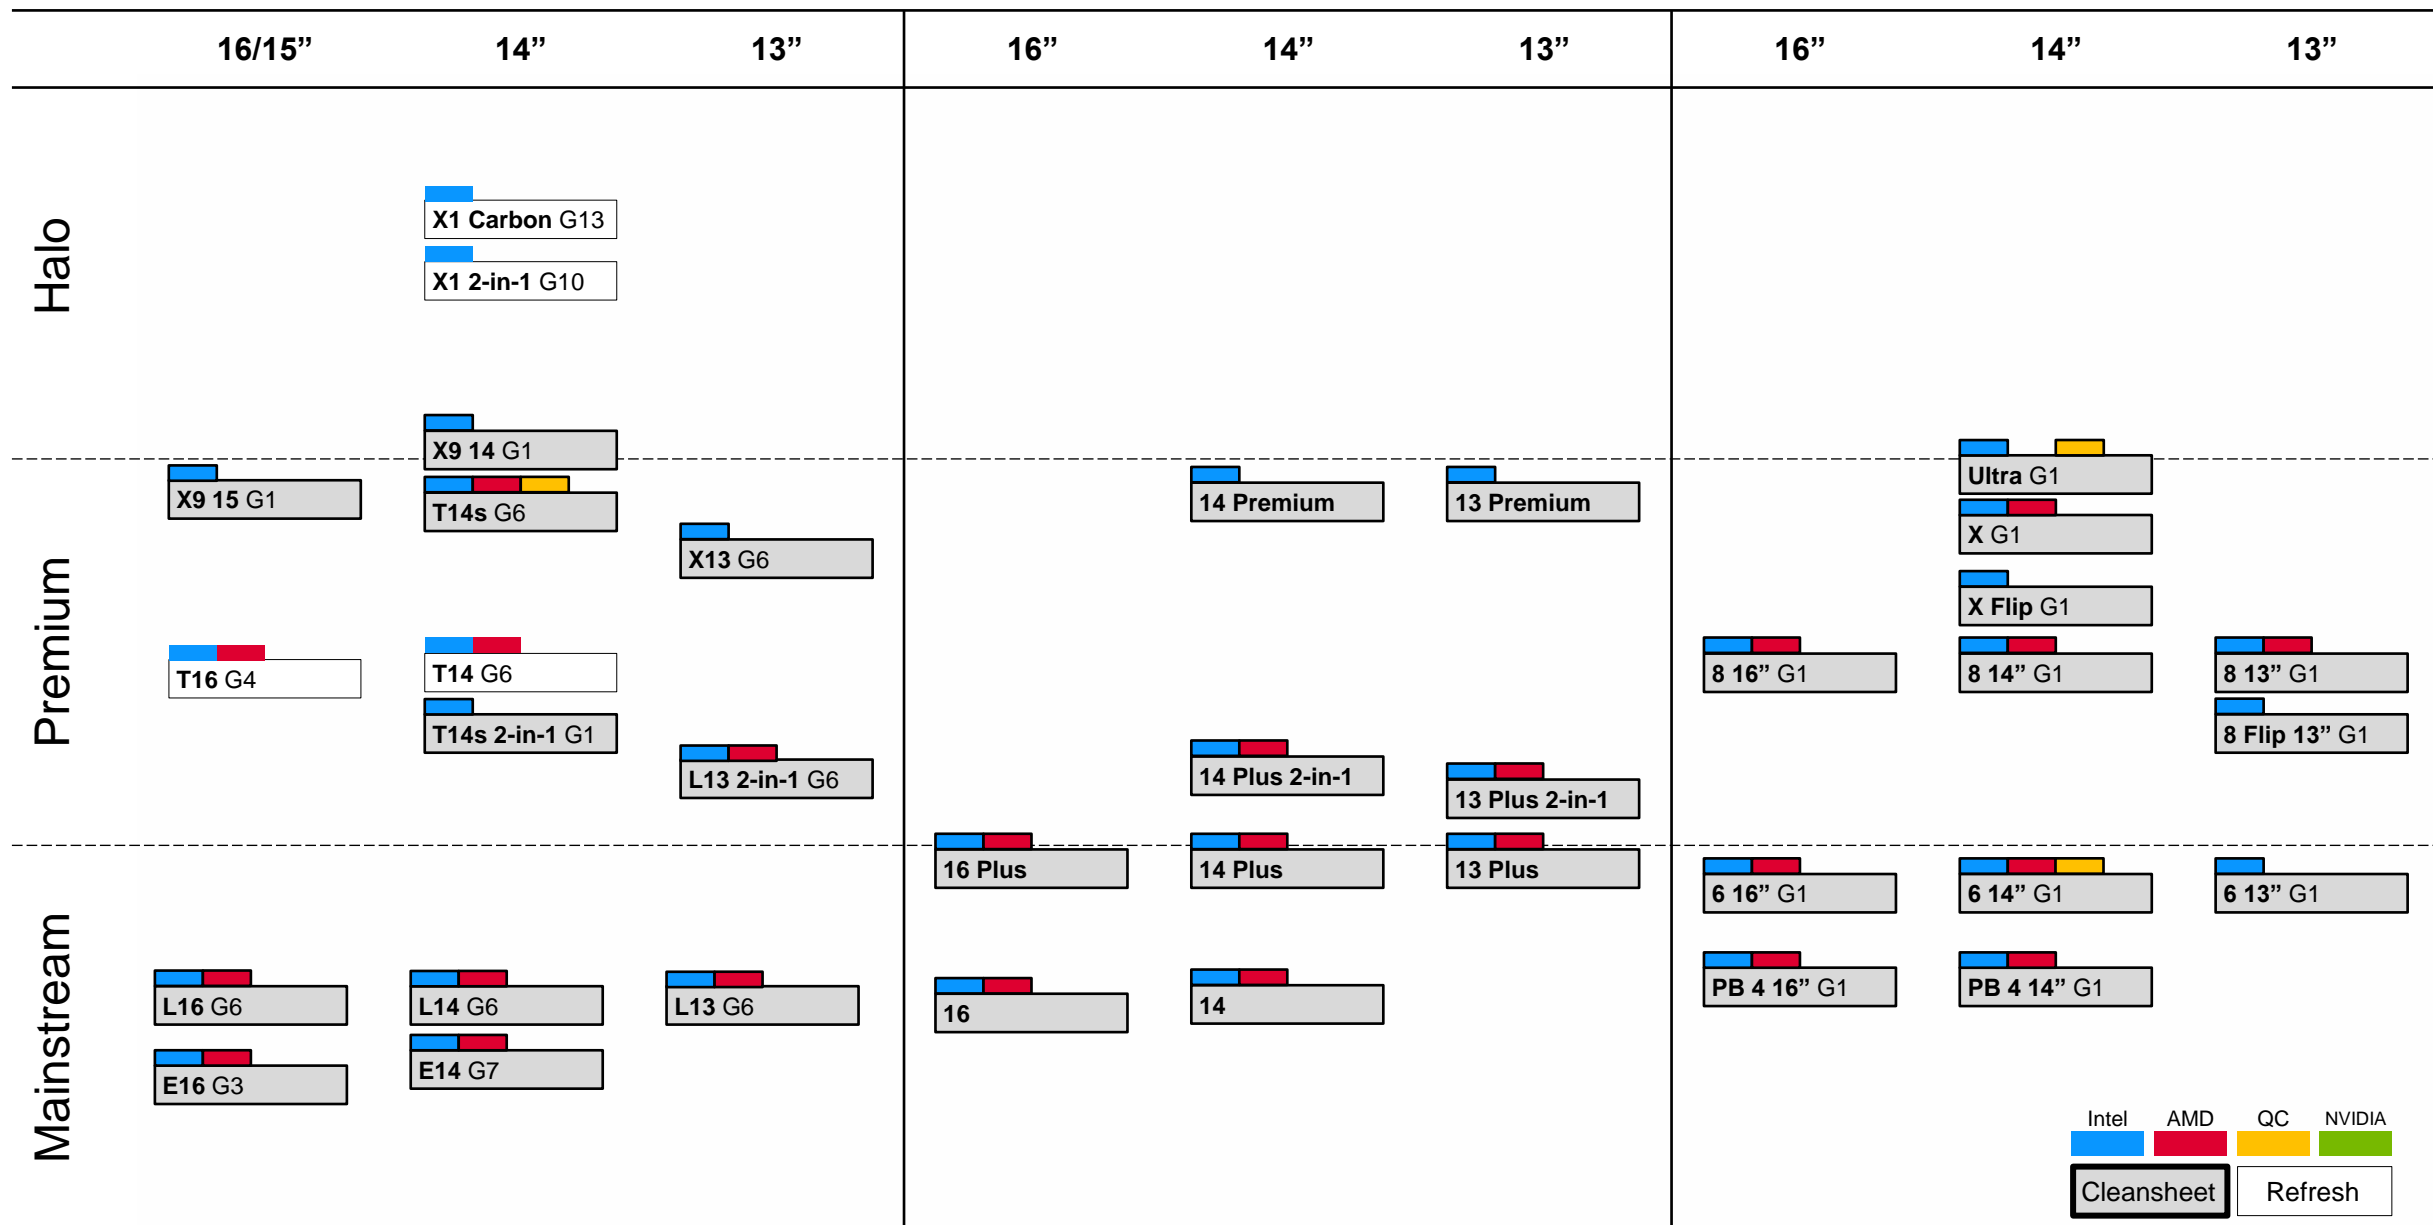 16/15” 14” 13” 16” 14” 13” 16” 14” 13”
Halo
X1 Carbon G13
X1 2-in-1 G10
X9 14 G1
Ultra G1
Premium
X9 15 G1
T14s G6
14 Premium
13 Premium
X G1
X13 G6
X Flip G1
T16 G4
T14 G6
8 16” G1
8 14” G1
8 13” G1
T14s 2-in-1 G1
8 Flip 13” G1
L13 2-in-1 G6
14 Plus 2-in-1
13 Plus 2-in-1
16 Plus
14 Plus
13 Plus
Mainstream
6 16” G1
6 14” G1
6 13” G1
L16 G6
L14 G6
L13 G6
16
14
PB 4 16” G1
PB 4 14” G1
E16 G3
E14 G7
Intel AMD QC NVIDIA
Cleansheet Refresh